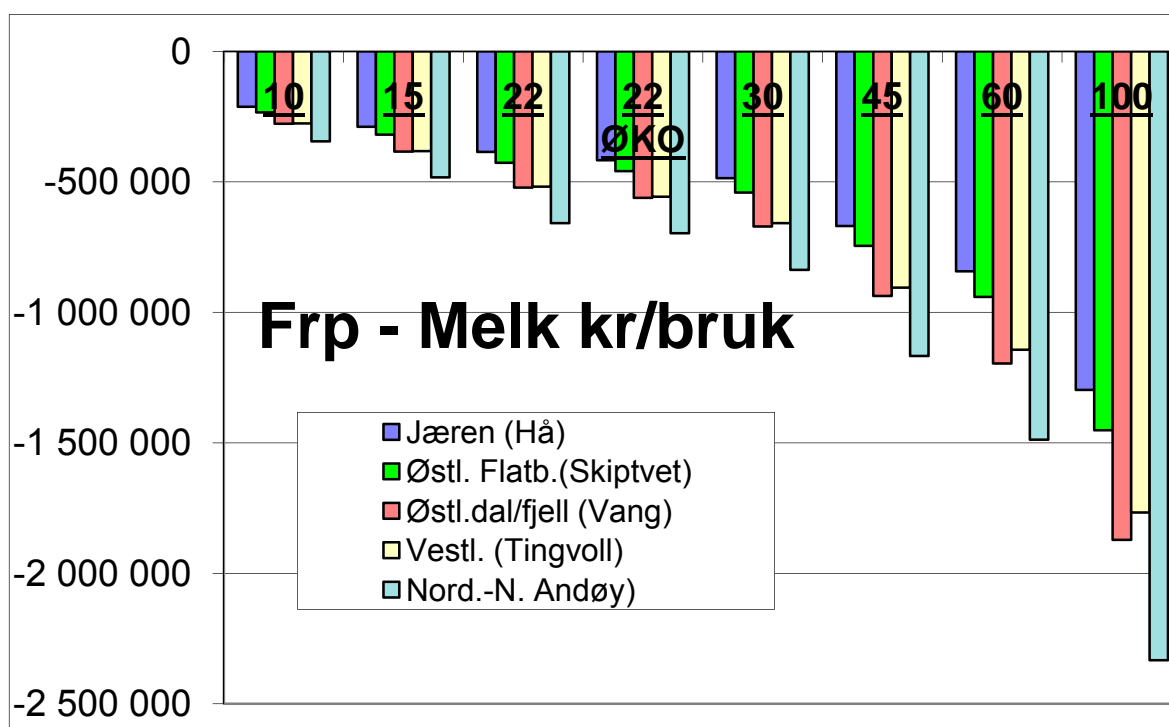 0
10 15 22 22 30 45 60 100
ØKO
-500 000
-1 000 000
Frp - Melk kr/bruk
-1 500 000
Jæren (Hå)
Østl. Flatb.(Skiptvet)
Østl.dal/fjell (Vang)
Vestl. (Tingvoll)
Nord.-N. Andøy)
-2 000 000
-2 500 000